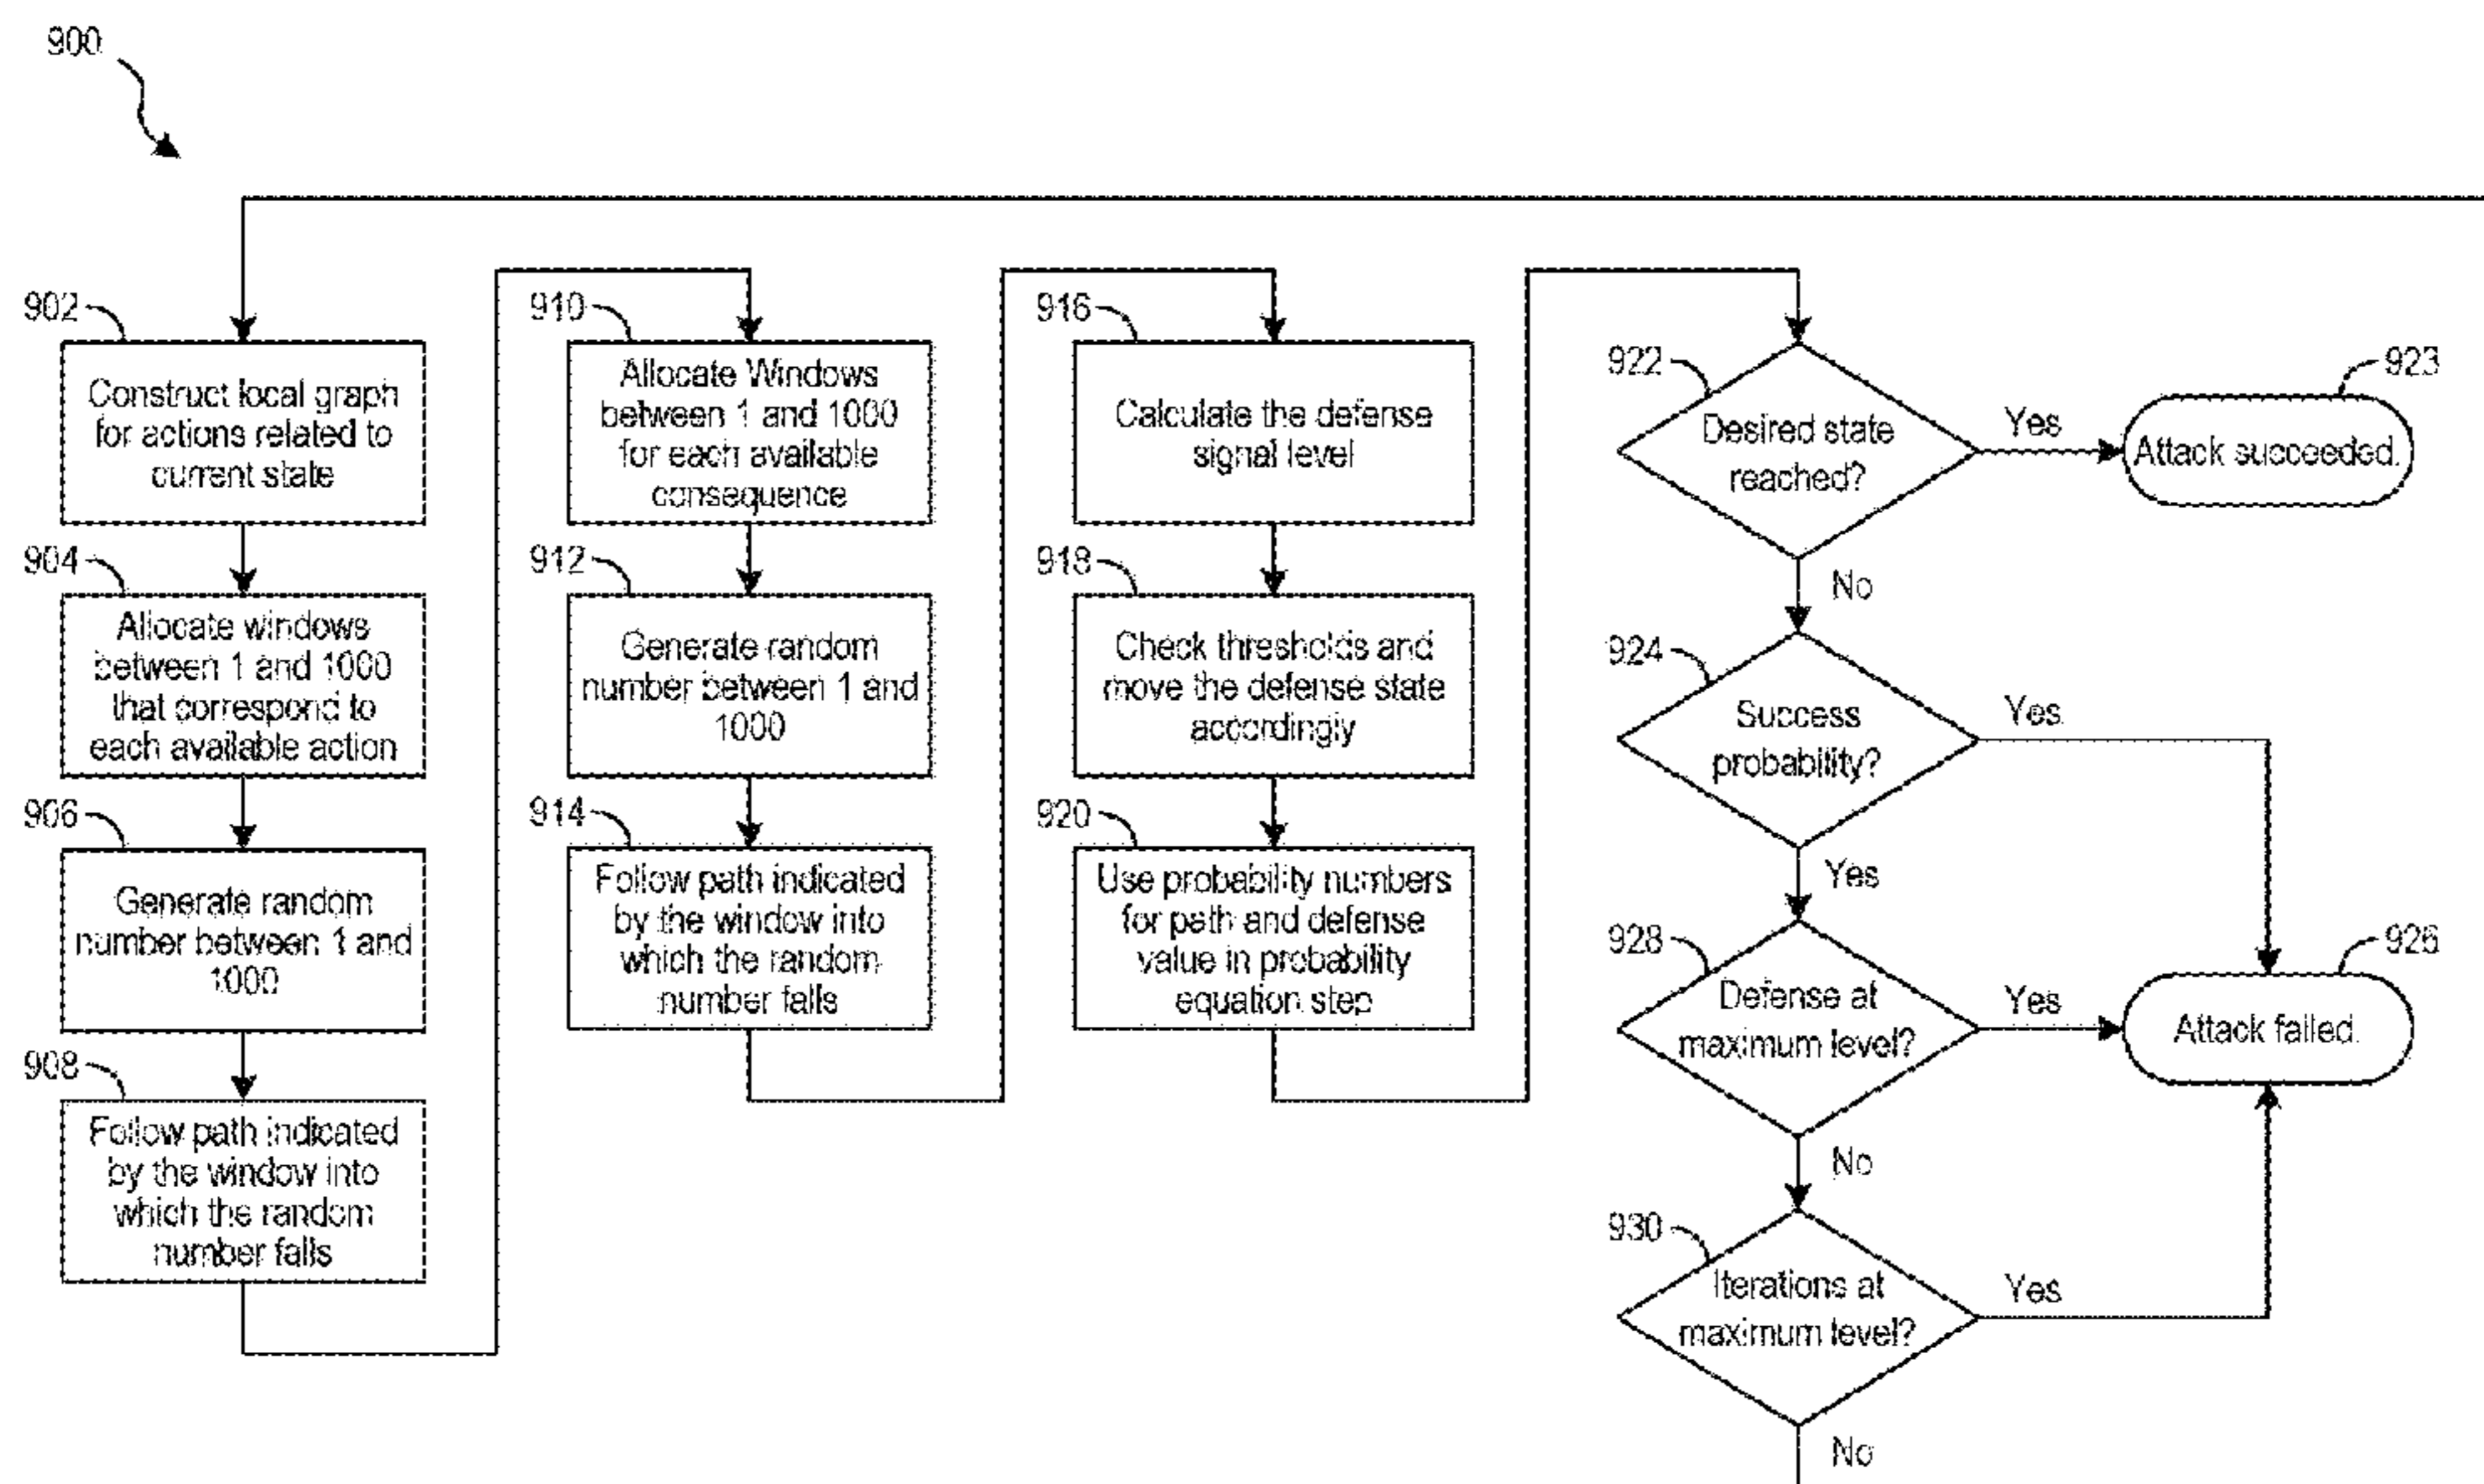 900
902
Construct local graph
for actions related to
current state
904
Allocate windows
between 1 and 1000
that correspond to
each available action
906
Generate random
number between 1 and
1000
908
Follow path indicated
by the window into
which the random
number falls
910
Allocate Windows
between 1 and 1000
for each available
consequence
912
Generate random
number between 1 and
1000
914
Follow path indicated
by the window into
which the random
number falls
916
Calculate the defense
signal level
918
Check thresholds and
move the defense state
accordingly
920
Use probability numbers
for path and defense
value in probability
equation step
922
Desired state
reached?
Yes
923
Attack succeeded.
No
924
Success
probability?
Yes
Yes
928
Defense at
maximum level?
Yes
926
Attack failed.
No
930
Iterations at
maximum level?
Yes
No